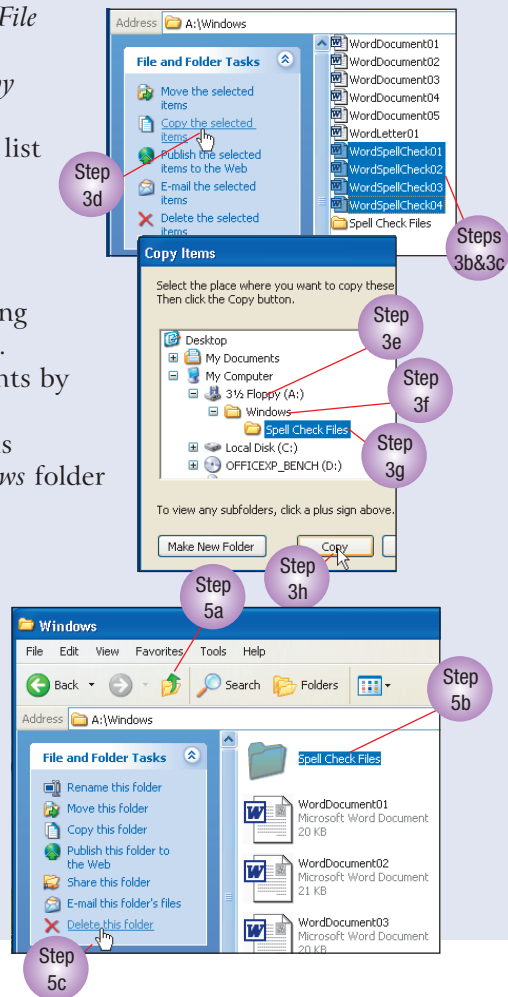 File
y
list
ng
.
nts by
s
ws folder
Address A:\Windows
File and Folder Tasks
Move the selected
items
Copy the selected
items
Publish the selected
items to the Web
E-mail the selected
items
Delete the selected
items
WordDocument01
WordDocument02
WordDocument03
WordDocument04
WordDocument05
WordLetter01
WordSpellCheck01
WordSpellCheck02
WordSpellCheck03
WordSpellCheck04
Spell Check Files
Step
3d
Steps
3b&3c
Copy Items
Select the place where you want to copy these
Then click the Copy button.
Desktop
My Documents
My Computer
3½ Floppy (A:)
Windows
Spell Check Files
Local Disk (C:)
OFFICEXP_BENCH (D:)
To view any subfolders, click a plus sign above.
Make New Folder
Copy
Step
3e
Step
3f
Step
3g
Step
3h
Step
5a
Windows
File Edit View Favorites Tools Help
Back Search Folders
Address A:\Windows
File and Folder Tasks
Rename this folder
Move this folder
Copy this folder
Publish this folder to
the Web
Share this folder
E-mail this folder's files
Delete this folder
Spell Check Files
WordDocument01
Microsoft Word Document
20 KB
WordDocument02
Microsoft Word Document
21 KB
WordDocument03
Microsoft Word Document
20 KB
Step
5b
Step
5c